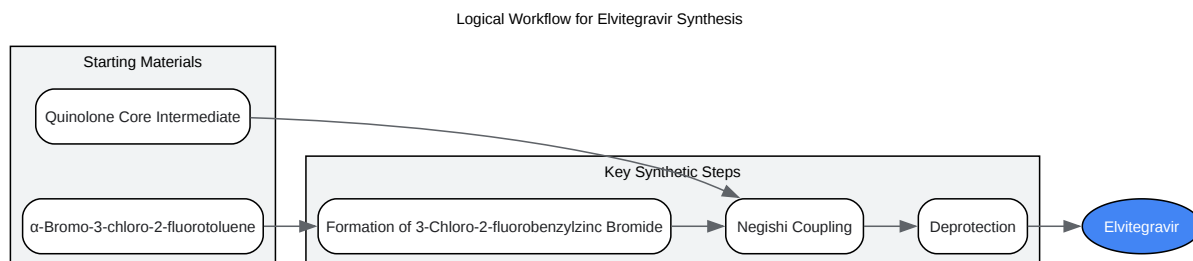 Logical Workflow for Elvitegravir Synthesis
Starting Materials
Quinolone Core Intermediate
α-Bromo-3-chloro-2-fluorotoluene
Key Synthetic Steps
Formation of 3-Chloro-2-fluorobenzylzinc Bromide
Negishi Coupling
Deprotection
Elvitegravir